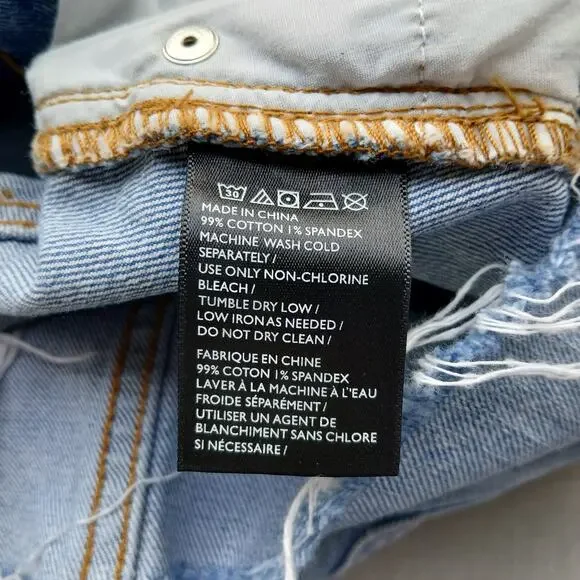 30
MADE IN CHINA
99% COTTON 1% SPANDEX
MACHINE WASH COLD
SEPARATELY /
USE ONLY NON-CHLORINE
BLEACH /
TUMBLE DRY LOW /
LOW IRON AS NEEDED /
DO NOT DRY CLEAN /
FABRIQUE EN CHINE
99% COTON 1% SPANDEX
LAVER À LA MACHINE À L'EAU
FROIDE SÉPARÉMENT /
UTILISER UN AGENT DE
BLANCHIMENT SANS CHLORE
SI NÉCESSAIRE /